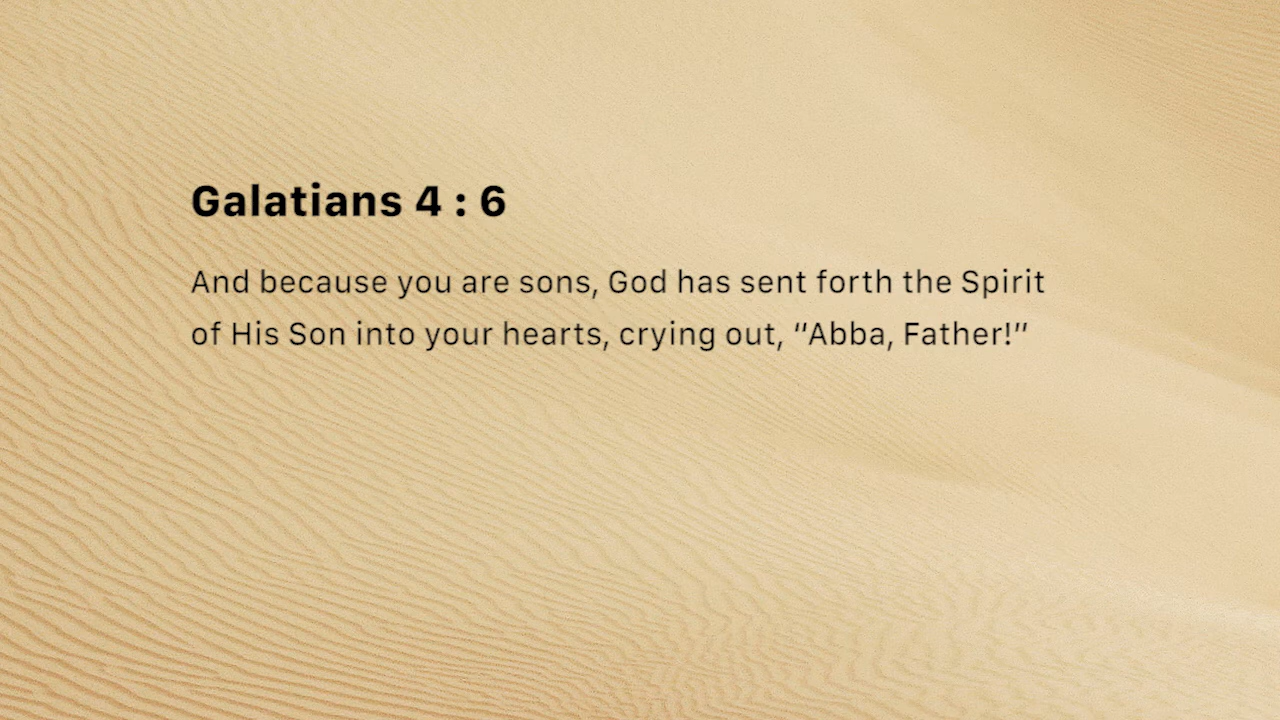 Galatians 4 : 6
And because you are sons, God has sent forth the Spirit
of His Son into your hearts, crying out, “Abba, Father!”